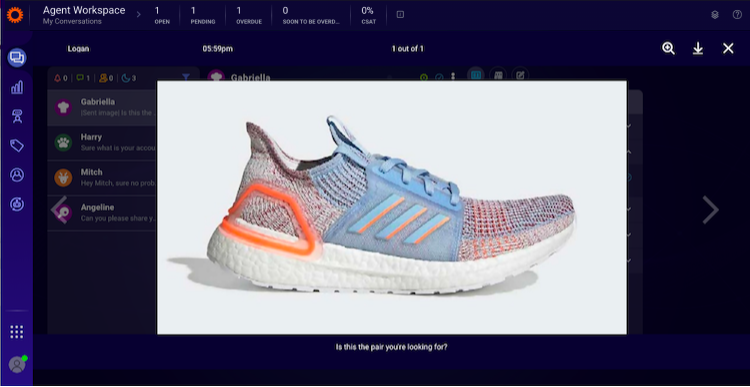 Agent Workspace
My Conversations
1
OPEN
1
PENDING
1
OVERDUE
0
SOON TO BE OVERD...
0%
CSAT
Logan
05:59pm
1 out of 1
0 1 0 3
Gabriella
Gabriella
[Sent image] Is this the
Harry
Sure what is your accou
Mitch
Hey Mitch, sure no prob
Angeline
Can you please share y
Is this the pair you're looking for?